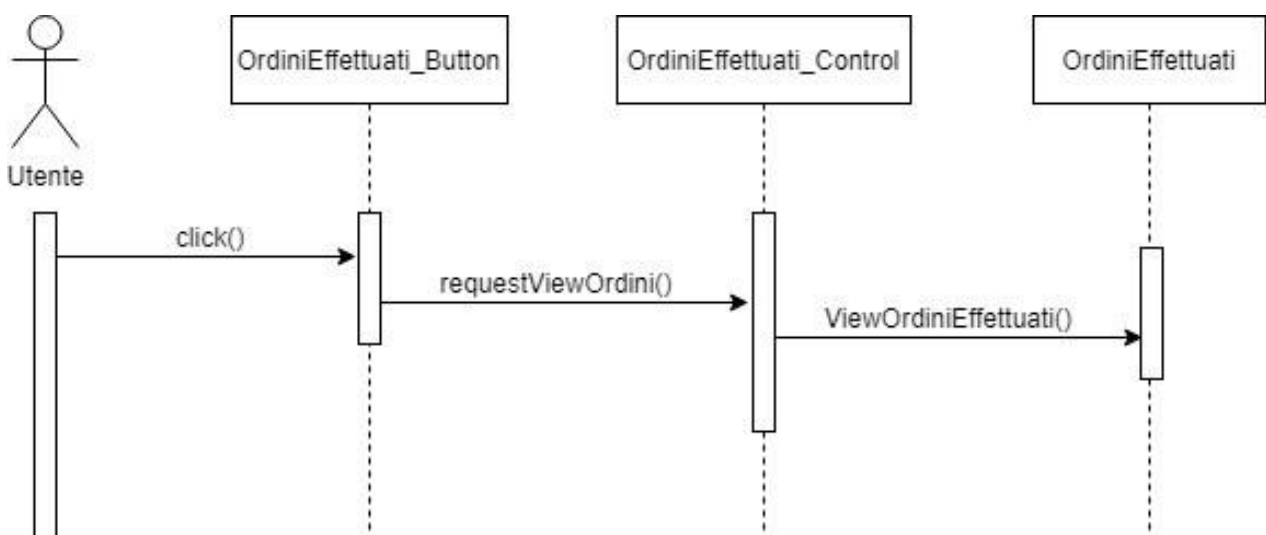 OrdiniEffettuati_Button
OrdiniEffettuati_Control
OrdiniEffettuati
Utente
click()
requestViewOrdini()
ViewOrdiniEffettuati()